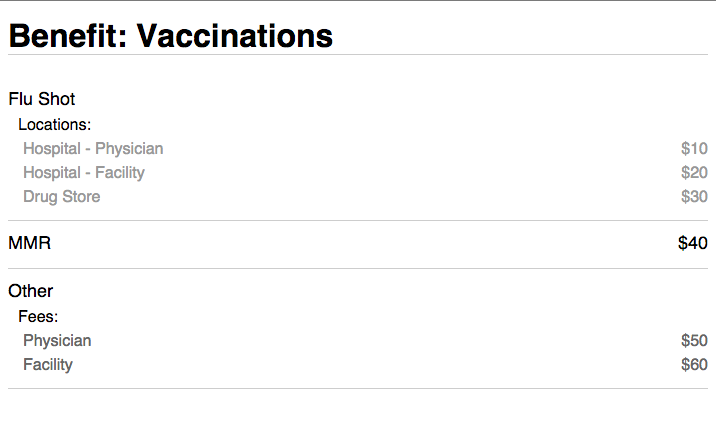 Benefit: Vaccinations
Flu Shot
Locations:
Hospital - Physician $10
Hospital - Facility $20
Drug Store $30
MMR $40
Other
Fees:
Physician $50
Facility $60